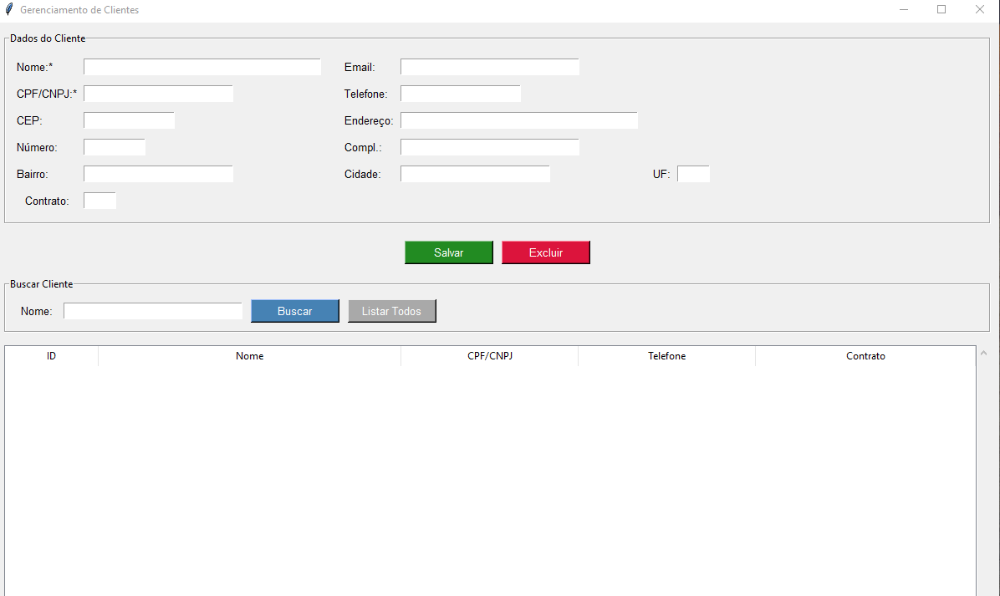 Gerenciamento de Clientes
Dados do Cliente
Nome:* Email:
CPF/CNPJ:* Telefone:
CEP: Endereço:
Número: Compl.:
Bairro: Cidade: UF:
Contrato:
Salvar Excluir
Buscar Cliente
Nome: Buscar Listar Todos
ID Nome CPF/CNPJ Telefone Contrato